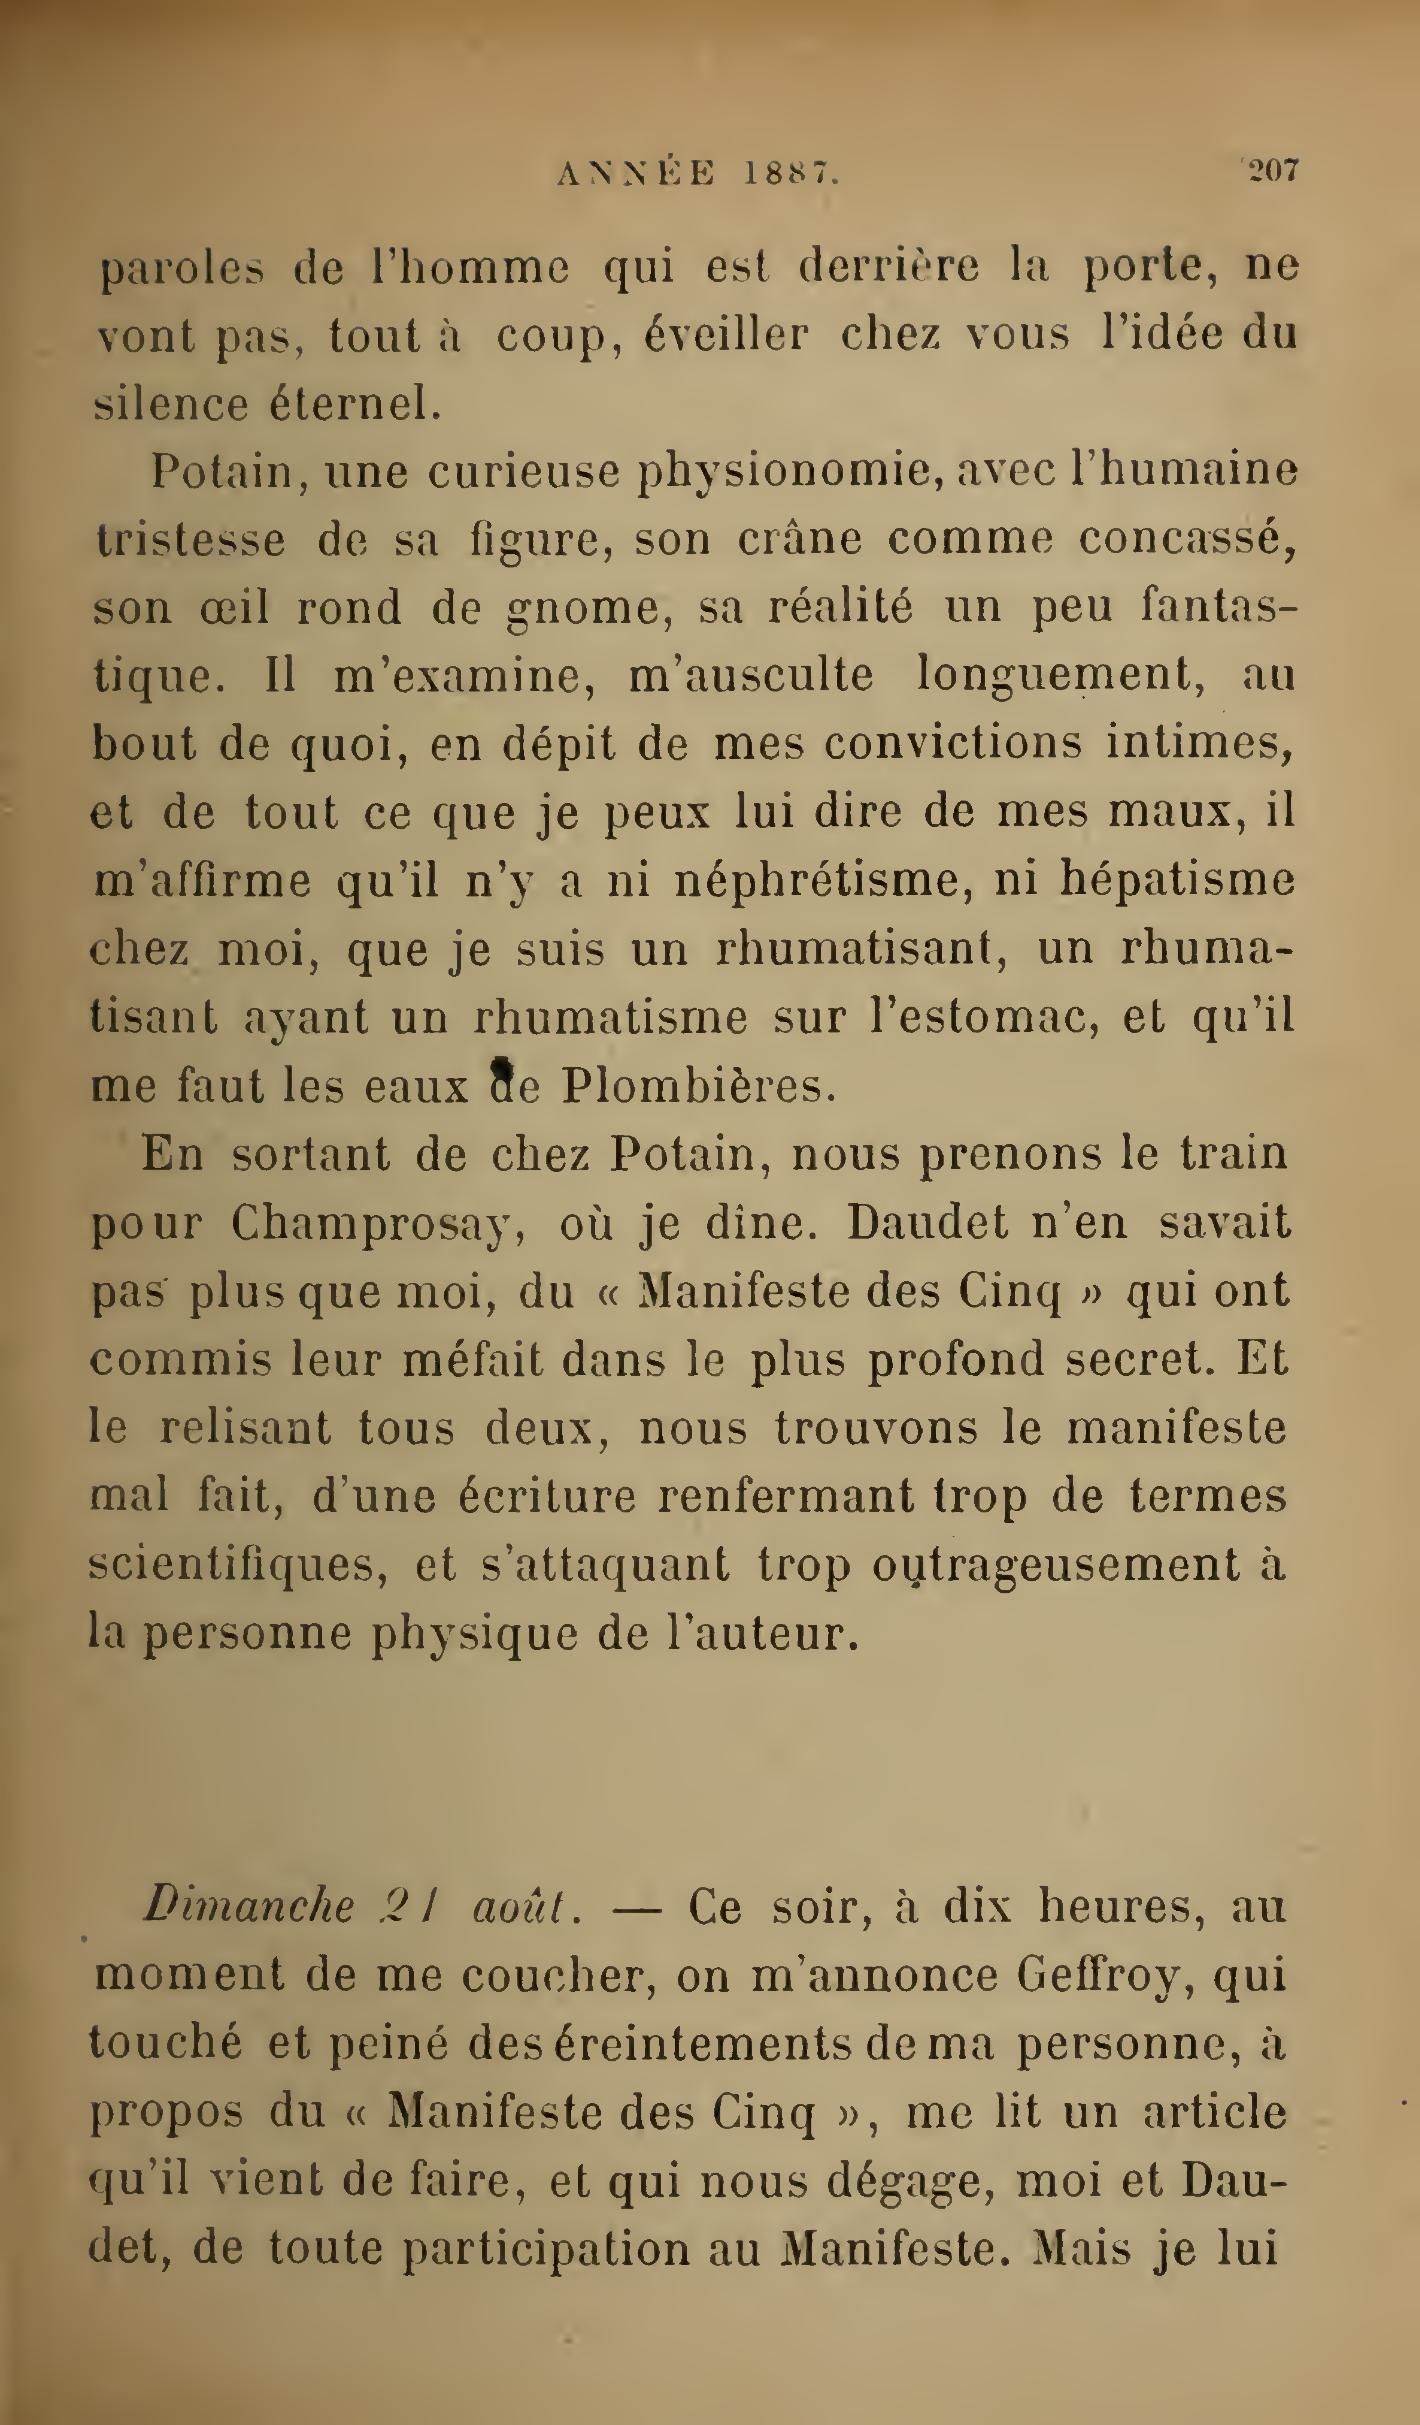 ANNÉE 1887. 207
paroles de l'homme qui est derrière la porte, ne
vont pas, tout à coup, éveiller chez vous l'idée du
silence éternel.
Potain, une curieuse physionomie, avec l'humaine
tristesse de sa figure, son crâne comme concassé,
son œil rond de gnome, sa réalité un peu fantas-
tique. Il m'examine, m'ausculte longuement, au
bout de quoi, en dépit de mes convictions intimes,
et de tout ce que je peux lui dire de mes maux, il
m'affirme qu'il n'y a ni néphrétisme, ni hépatisme
chez moi, que je suis un rhumatisant, un rhuma-
tisant ayant un rhumatisme sur l'estomac, et qu'il
me faut les eaux de Plombières.
En sortant de chez Potain, nous prenons le train
pour Champrosay, où je dîne. Daudet n'en savait
pas plus que moi, du « Manifeste des Cinq » qui ont
commis leur méfait dans le plus profond secret. Et
le relisant tous deux, nous trouvons le manifeste
mal fait, d'une écriture renfermant trop de termes
scientifiques, et s'attaquant trop outrageusement à
la personne physique de l'auteur.
Dimanche 21 août. — Ce soir, à dix heures, au
moment de me coucher, on m'annonce Geffroy, qui
touché et peiné des éreintements de ma personne, à
propos du « Manifeste des Cinq », me lit un article
qu'il vient de faire, et qui nous dégage, moi et Dau-
det, de toute participation au Manifeste. Mais je lui